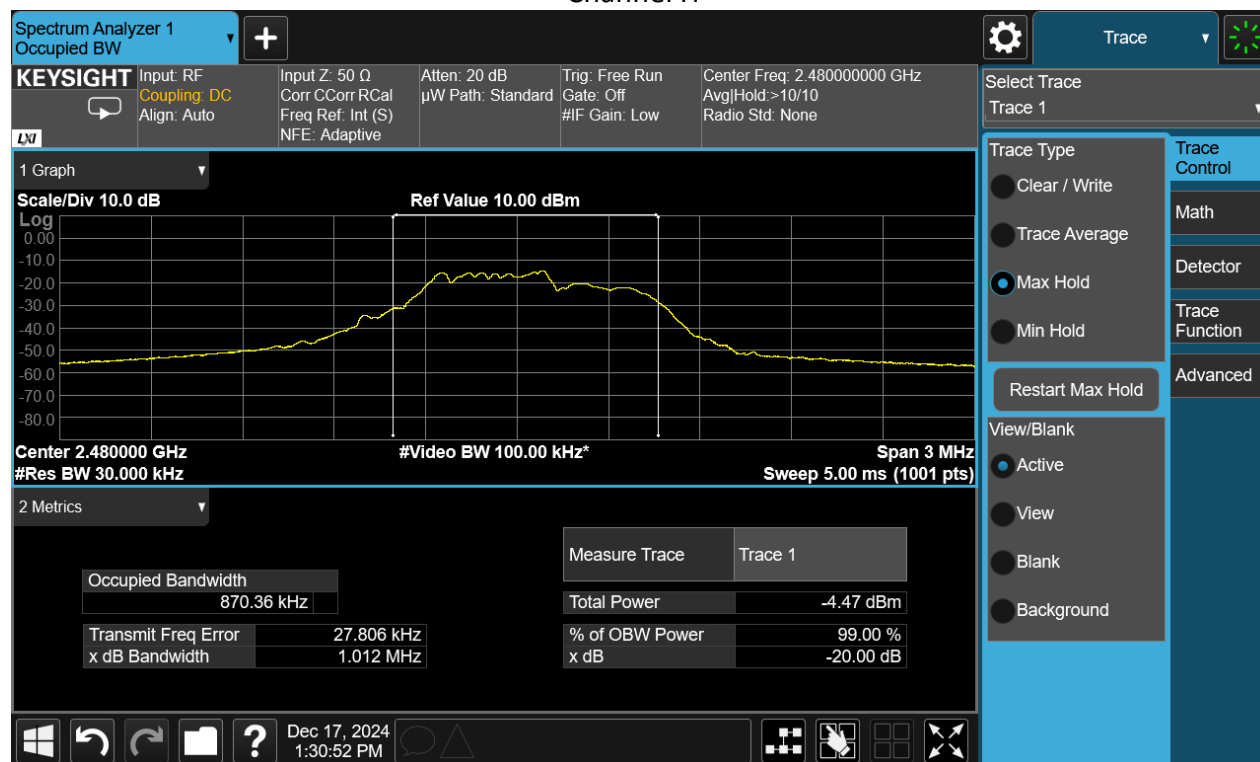 Spectrum Analyzer 1
Occupied BW
Trace
KEYSIGHT
LXI
Input: RF
Coupling: DC
Align: Auto
Input Z: 50 Ω
Corr CCorr RCal
Freq Ref: Int (S)
NFE: Adaptive
Atten: 20 dB
µW Path: Standard
Trig: Free Run
Gate: Off
#IF Gain: Low
Center Freq: 2.480000000 GHz
Avg|Hold:>10/10
Radio Std: None
1 Graph
Scale/Div 10.0 dB
Ref Value 10.00 dBm
Log
0.00
-10.0
-20.0
-30.0
-40.0
-50.0
-60.0
-70.0
-80.0
Center 2.480000 GHz
#Video BW 100.00 kHz*
Span 3 MHz
#Res BW 30.000 kHz
Sweep 5.00 ms (1001 pts)
2 Metrics
Measure Trace Trace 1
Occupied Bandwidth
870.36 kHz
Total Power -4.47 dBm
Transmit Freq Error 27.806 kHz
% of OBW Power 99.00 %
x dB Bandwidth 1.012 MHz
x dB -20.00 dB
?
Dec 17, 2024
1:30:52 PM
Select Trace
Trace 1
Trace Type
Clear / Write
Trace Average
Max Hold
Min Hold
Restart Max Hold
View/Blank
Active
View
Blank
Background
Trace
Control
Math
Detector
Trace
Function
Advanced